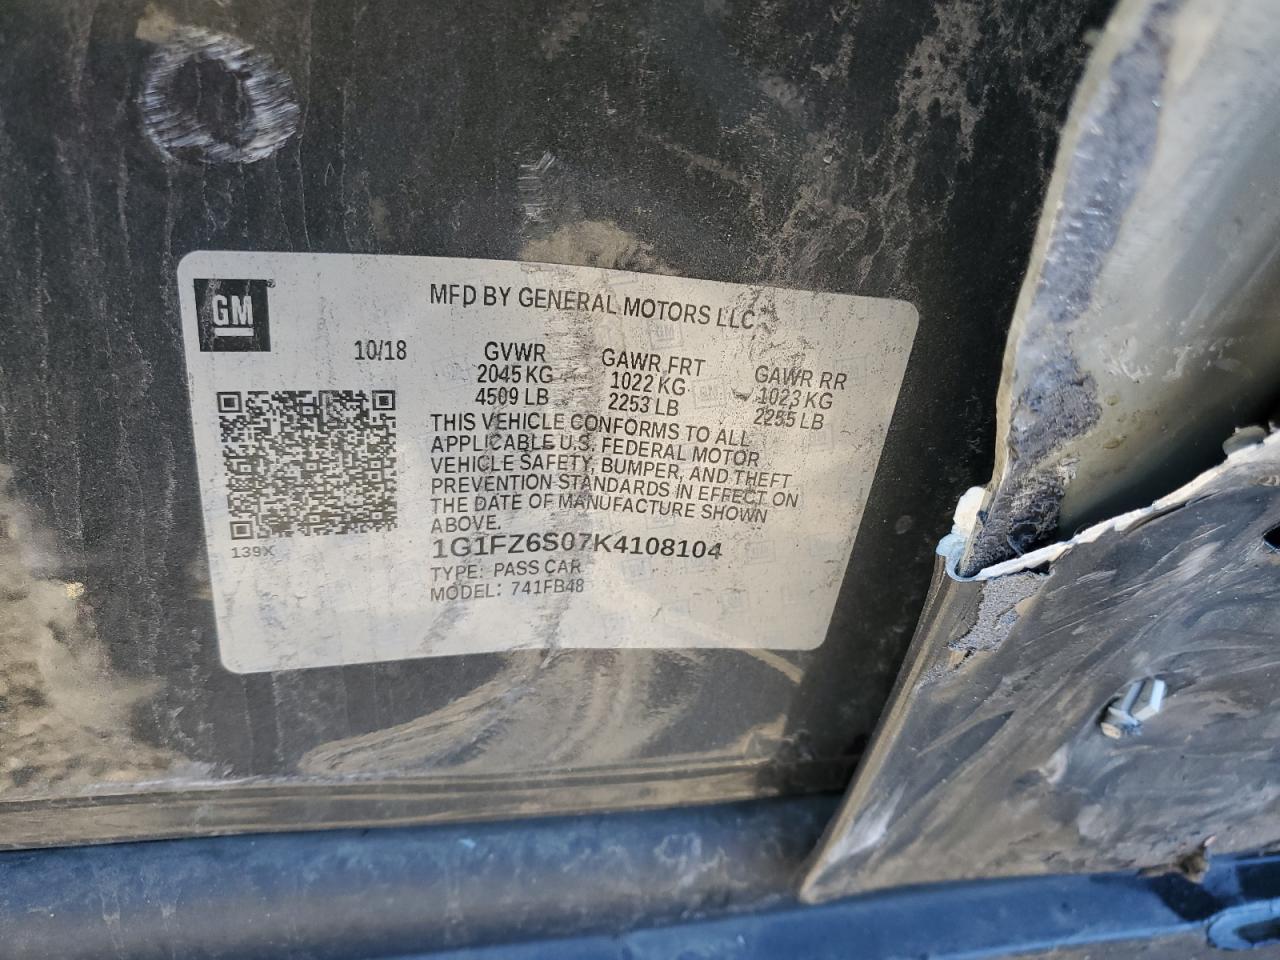 GM
MFD BY GENERAL MOTORS LLC
10/18
GVWR
2045 KG
4509 LB
GAWR FRT
1022 KG
2253 LB
GAWR RR
1023 KG
2255 LB
THIS VEHICLE CONFORMS TO ALL
APPLICABLE U.S. FEDERAL MOTOR
VEHICLE SAFETY, BUMPER, AND THEFT
PREVENTION STANDARDS IN EFFECT ON
THE DATE OF MANUFACTURE SHOWN
ABOVE.
139X
1G1FZ6S07K4108104
TYPE: PASS CAR
MODEL: 741FB48